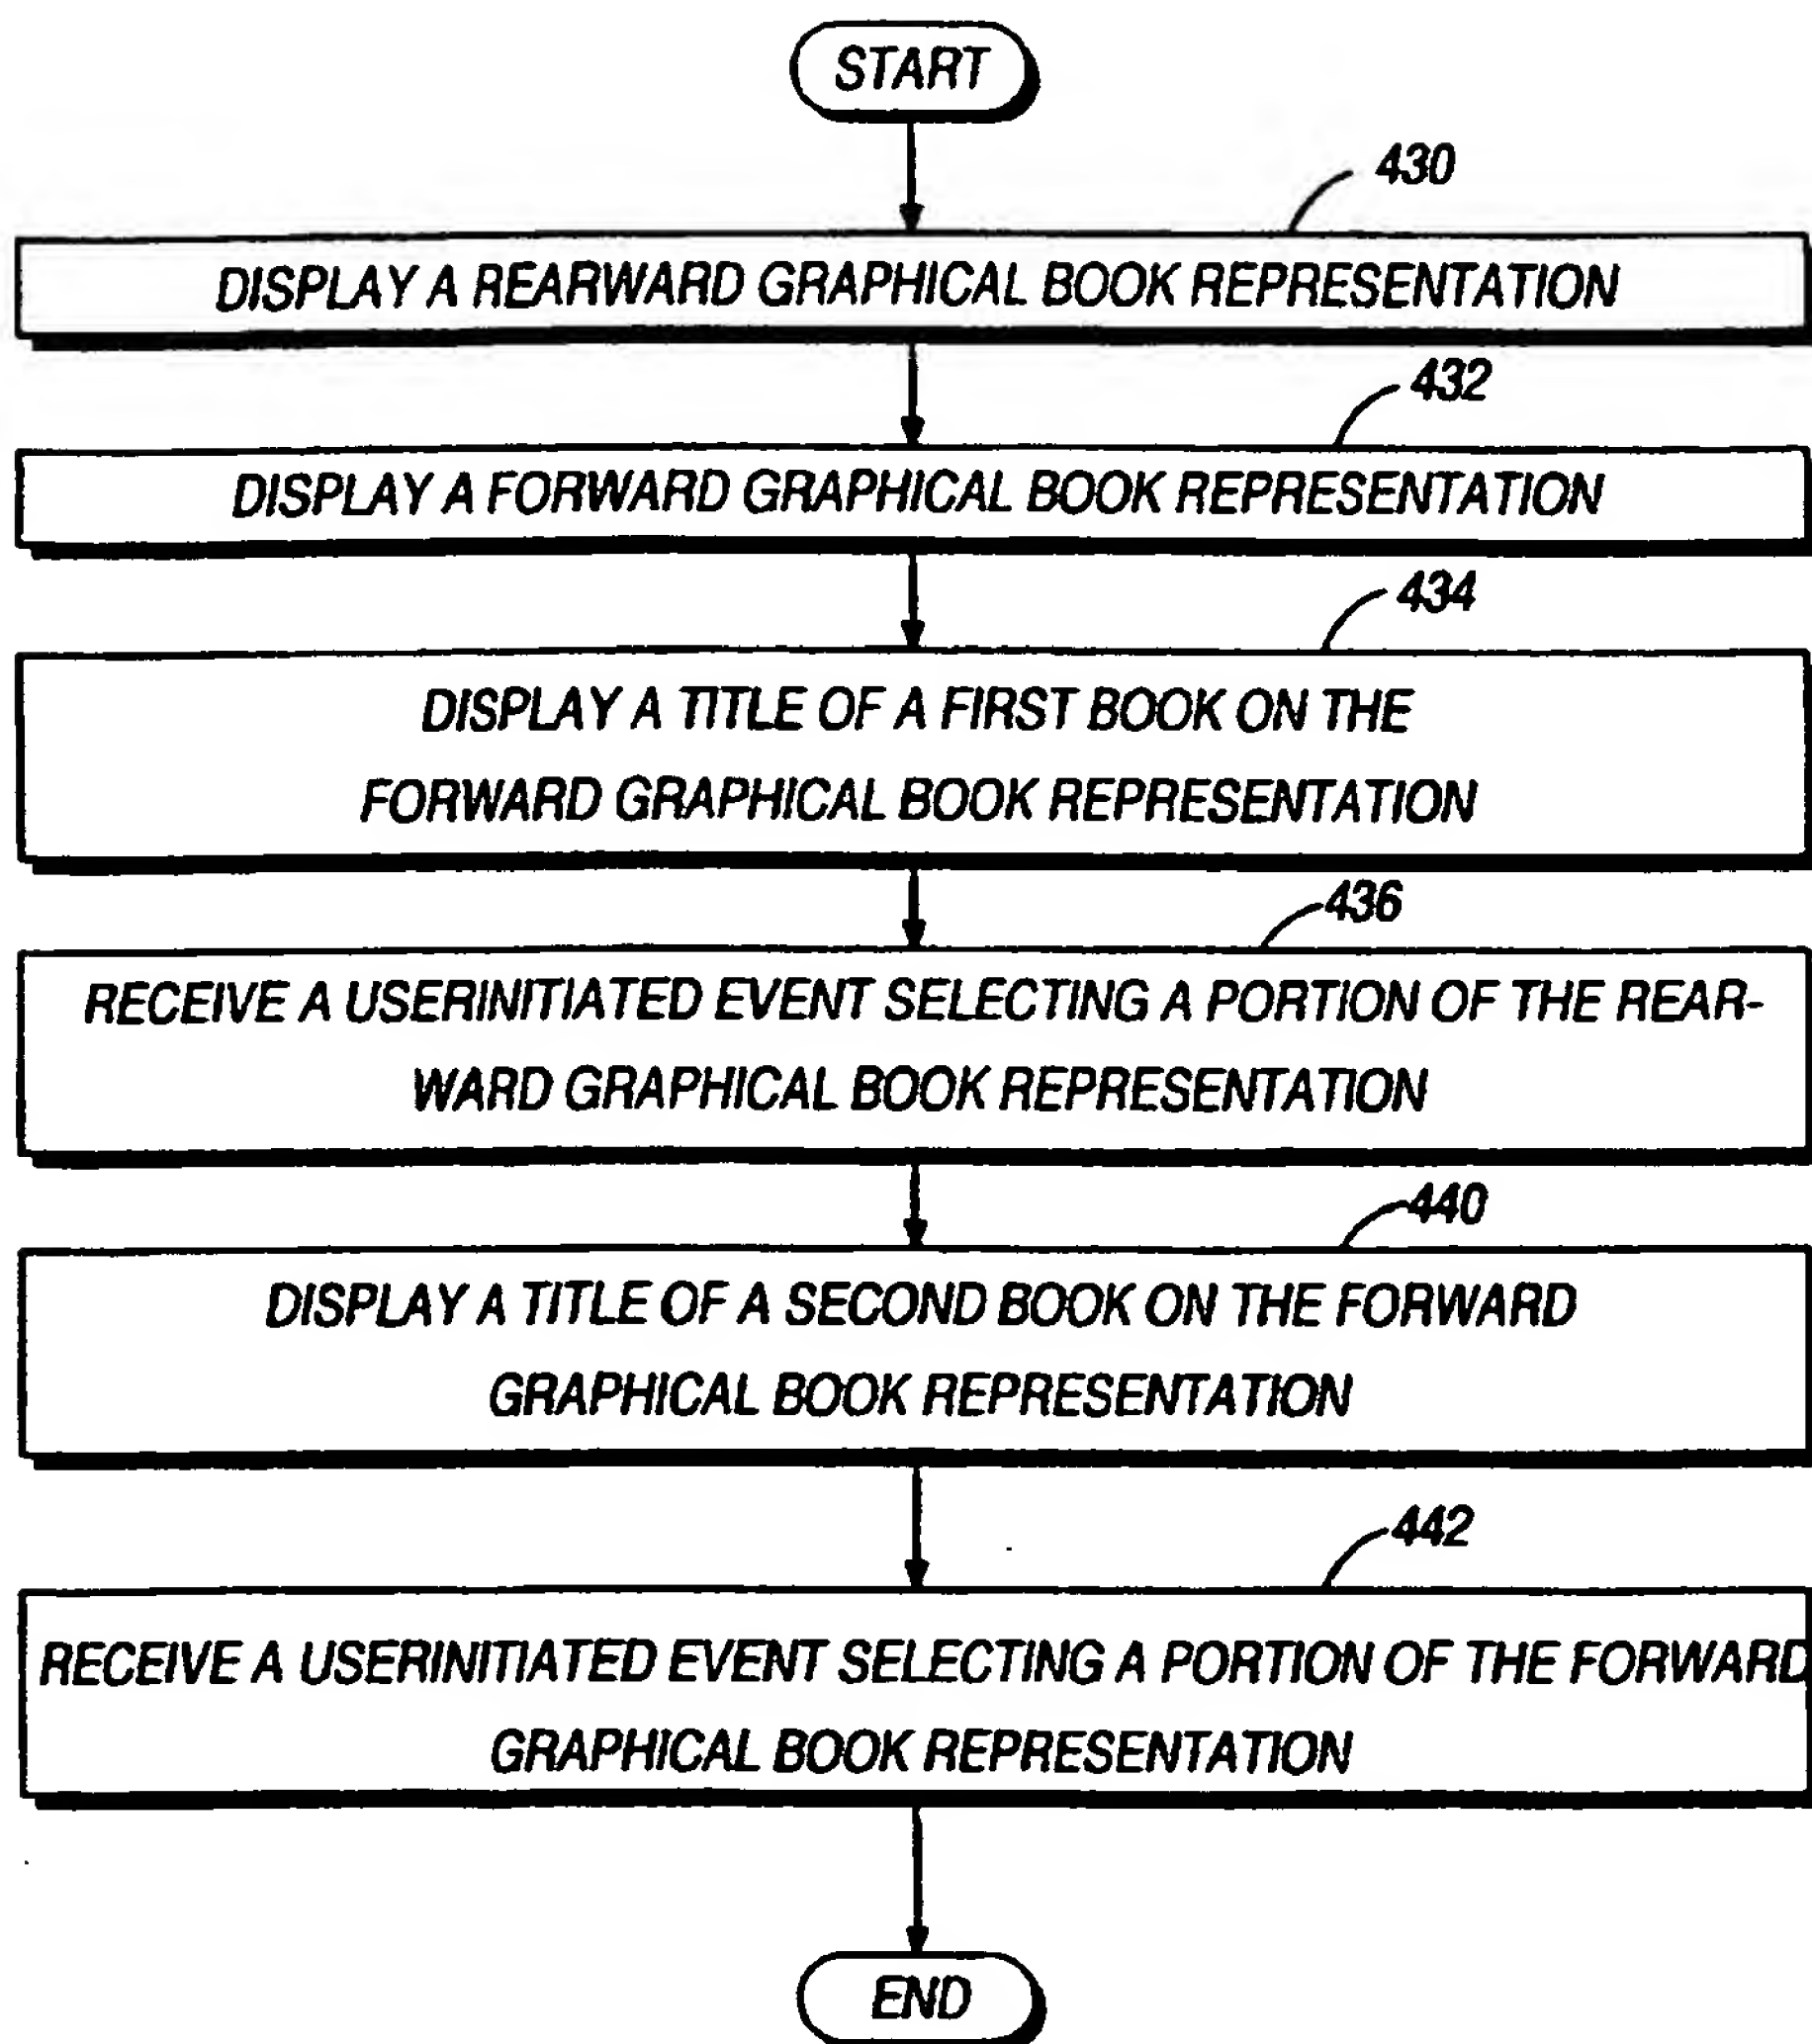 START
430
DISPLAY A REARWARD GRAPHICAL BOOK REPRESENTATION
432
DISPLAY A FORWARD GRAPHICAL BOOK REPRESENTATION
434
DISPLAY A TITLE OF A FIRST BOOK ON THE
FORWARD GRAPHICAL BOOK REPRESENTATION
436
RECEIVE A USERINITIATED EVENT SELECTING A PORTION OF THE REAR-
WARD GRAPHICAL BOOK REPRESENTATION
440
DISPLAY A TITLE OF A SECOND BOOK ON THE FORWARD
GRAPHICAL BOOK REPRESENTATION
442
RECEIVE A USERINITIATED EVENT SELECTING A PORTION OF THE FORWARD
GRAPHICAL BOOK REPRESENTATION
END